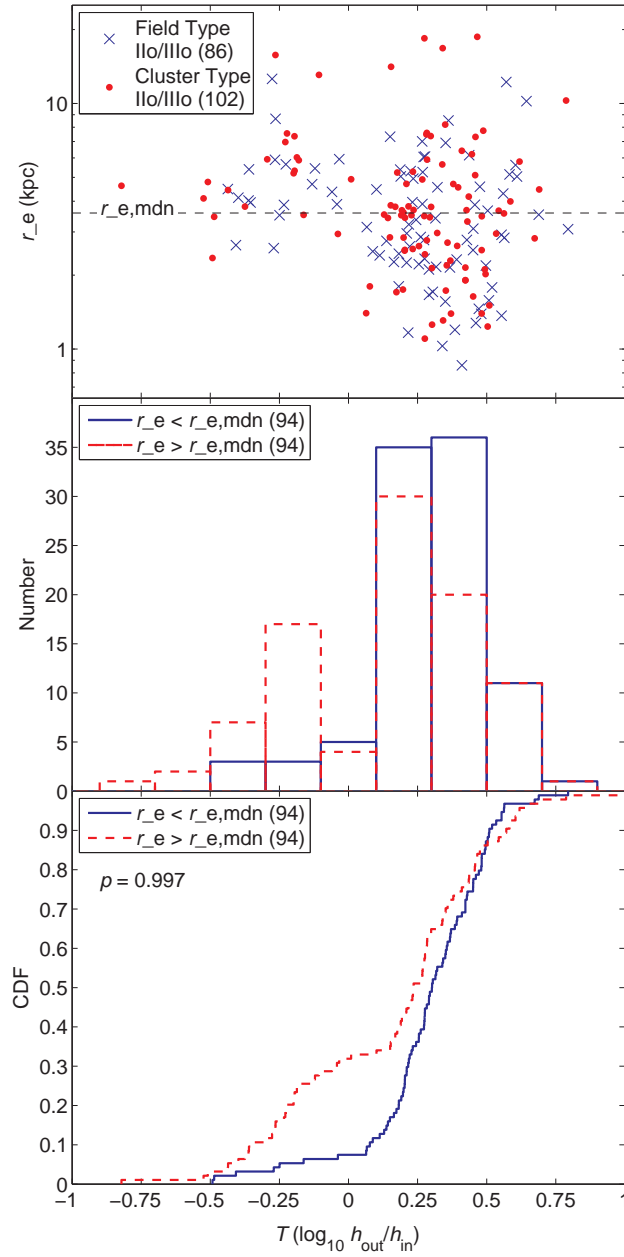 Field Type
IIo/IIIo (86)
Cluster Type
IIo/IIIo (102)
10
1
r_e (kpc)
r_e,mdn
r_e < r_e,mdn (94)
r_e > r_e,mdn (94)
35
30
25
20
15
10
5
0
Number
r_e < r_e,mdn (94)
r_e > r_e,mdn (94)
p = 0.997
0.9
0.8
0.7
0.6
0.5
0.4
0.3
0.2
0.1
0
CDF
−1 −0.75 −0.5 −0.25 0 0.25 0.5 0.75 1
T (log10 hout/hin)